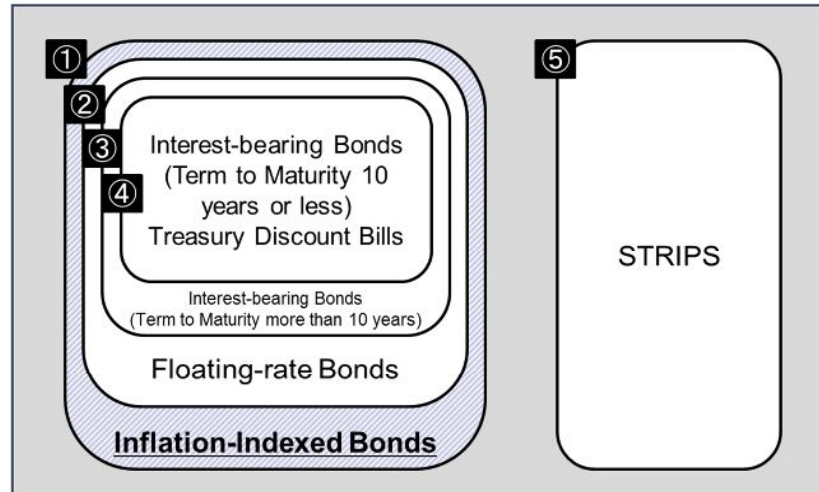 ①
②
③
④
Interest-bearing Bonds
(Term to Maturity 10
years or less)
Treasury Discount Bills
Interest-bearing Bonds
(Term to Maturity more than 10 years)
Floating-rate Bonds
Inflation-Indexed Bonds
⑤
STRIPS